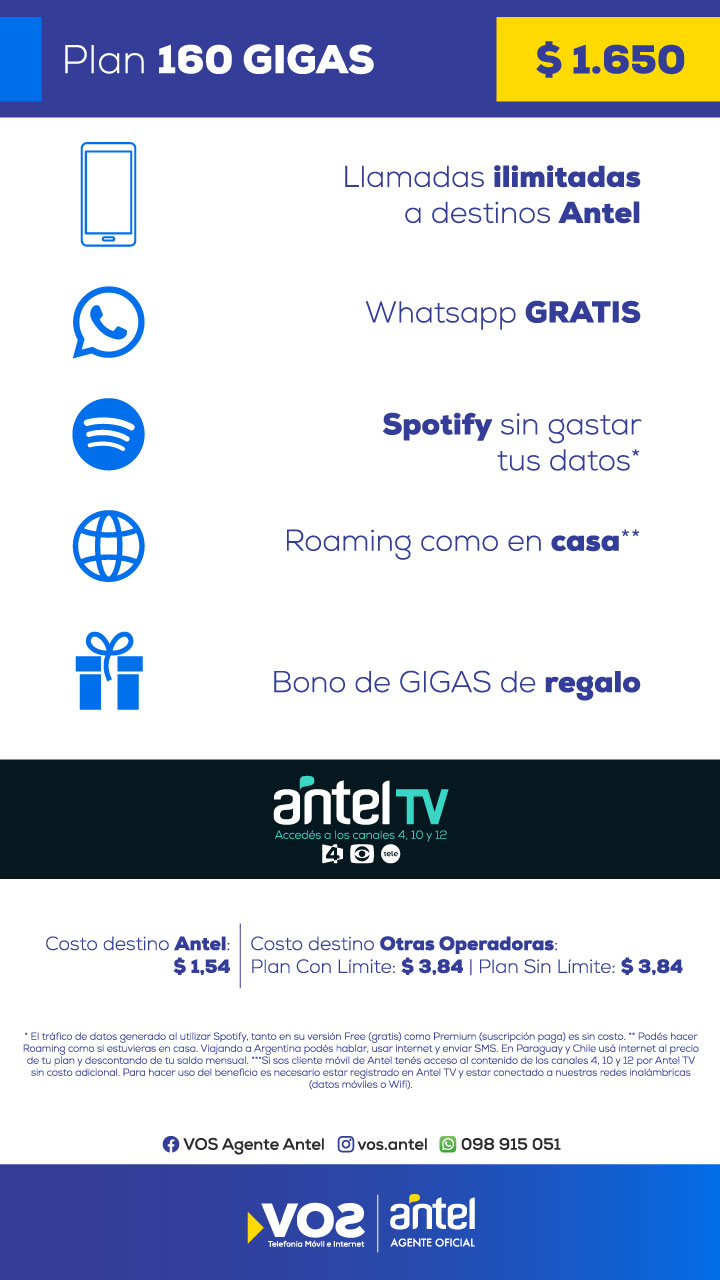 Plan 160 GIGAS
$ 1.650
Llamadas ilimitadas
a destinos Antel
Whatsapp GRATIS
Spotify sin gastar
tus datos*
Roaming como en casa**
Bono de GIGAS de regalo
antel TV
Accedés a los canales 4, 10 y 12
4
tele
Costo destino Antel:
$ 1,54
Costo destino Otras Operadoras:
Plan Con Límite: $ 3,84 | Plan Sin Límite: $ 3,84
* El tráfico de datos generado al utilizar Spotify, tanto en su versión Free (gratis) como Premium (suscripción paga) es sin costo. ** Podés hacer
Roaming como si estuvieras en casa. Viajando a Argentina podés hablar, usar internet y enviar SMS. En Paraguay y Chile usá internet al precio
de tu plan y descontando de tu saldo mensual. ***Si sos cliente móvil de Antel tenés acceso al contenido de los canales 4, 10 y 12 por Antel TV
sin costo adicional. Para hacer uso del beneficio es necesario estar registrado en Antel TV y estar conectado a nuestras redes inalámbricas
(datos móviles o Wifi).
VOS Agente Antel vos.antel 098 915 051
VOS
Telefonía Móvil e Internet
antel
AGENTE OFICIAL